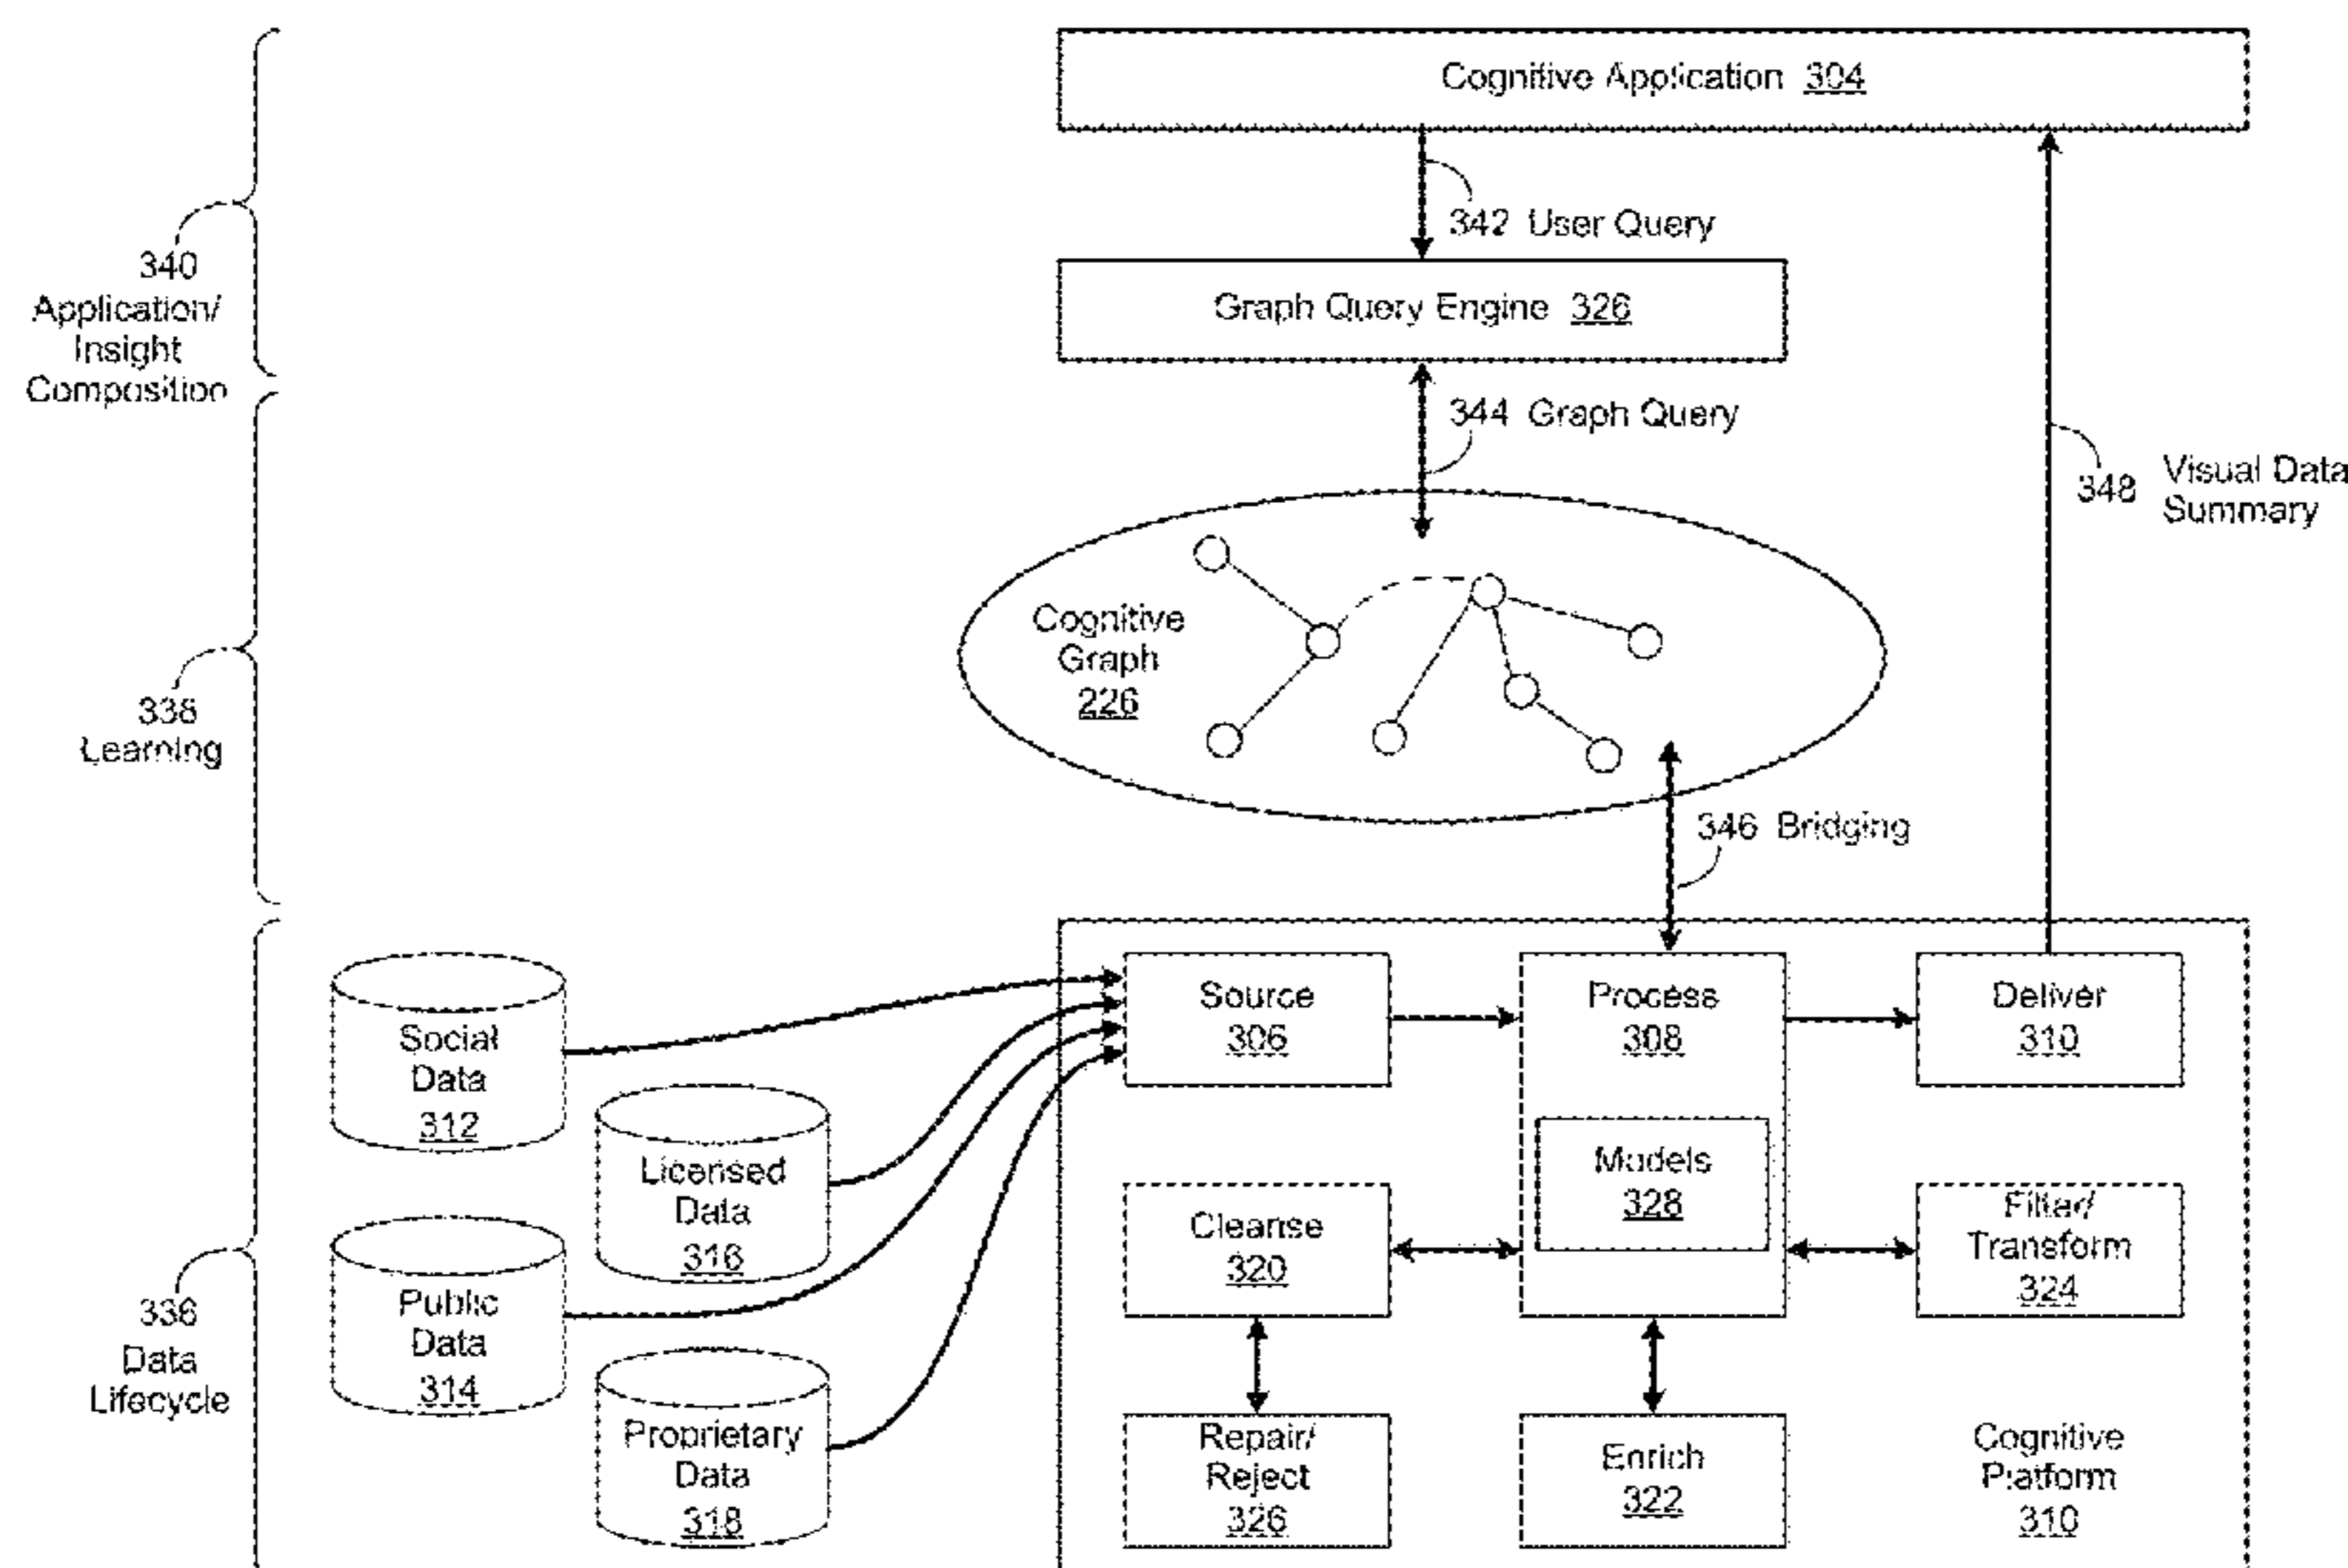 Cognitive Application 304
342 User Query
340
Application/
Insight
Composition
Graph Query Engine 326
344 Graph Query
348 Visual Data
Summary
Cognitive
Graph
226
338
Learning
346 Bridging
Social
Data
312
Licensed
Data
316
Public
Data
314
Proprietary
Data
318
336
Data
Lifecycle
Source
306
Process
308
Deliver
310
Models
328
Cleanse
320
Filter/
Transform
324
Repair/
Reject
326
Enrich
322
Cognitive
Platform
310